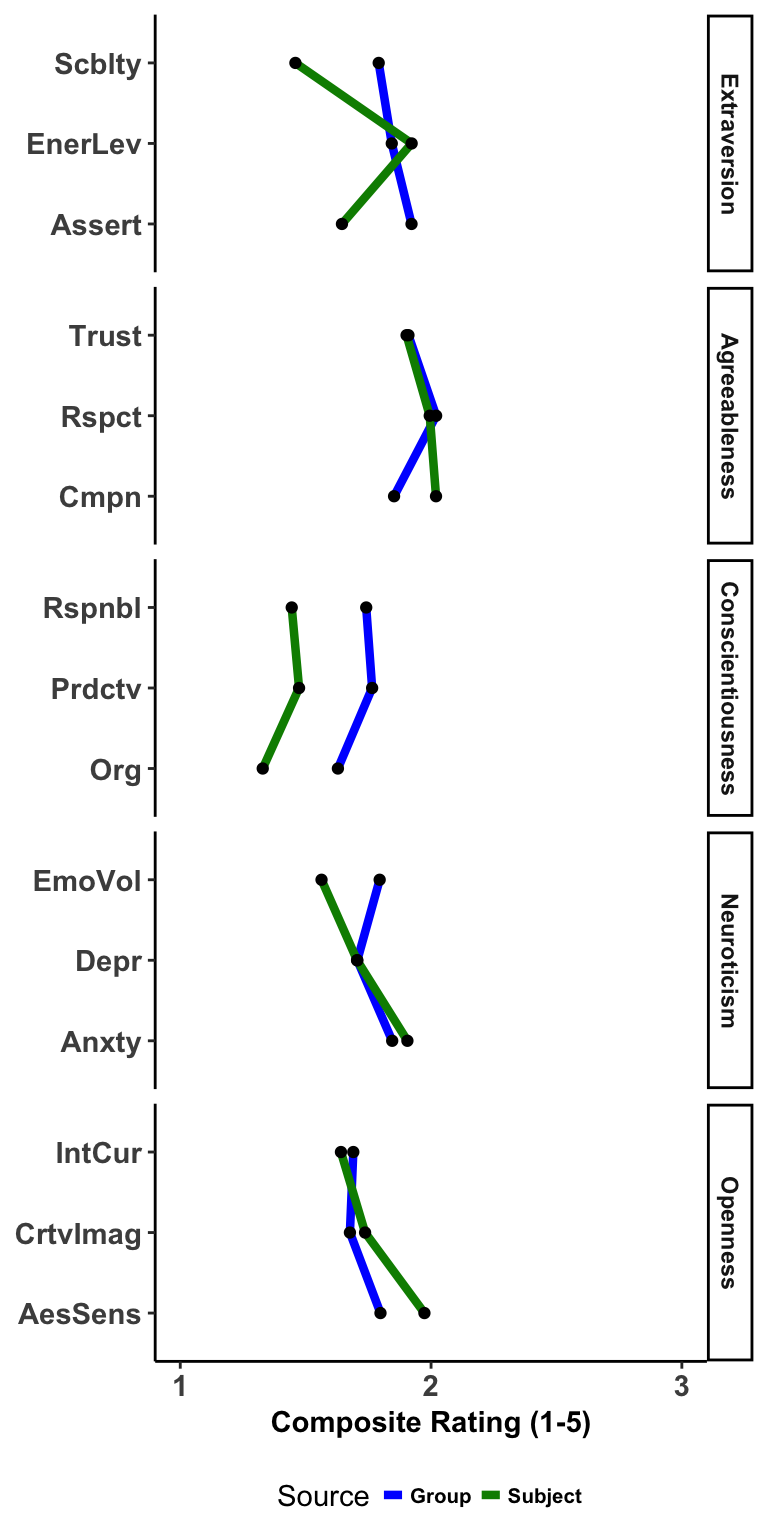 Scblty
EnerLev
Assert
Extraversion
Trust
Rspct
Cmpn
Agreeableness
Rspnbl
Prdctv
Org
Conscientiousness
EmoVol
Depr
Anxty
Neuroticism
IntCur
CrtvImag
AesSens
Openness
1 2 3
Composite Rating (1-5)
Source Group Subject